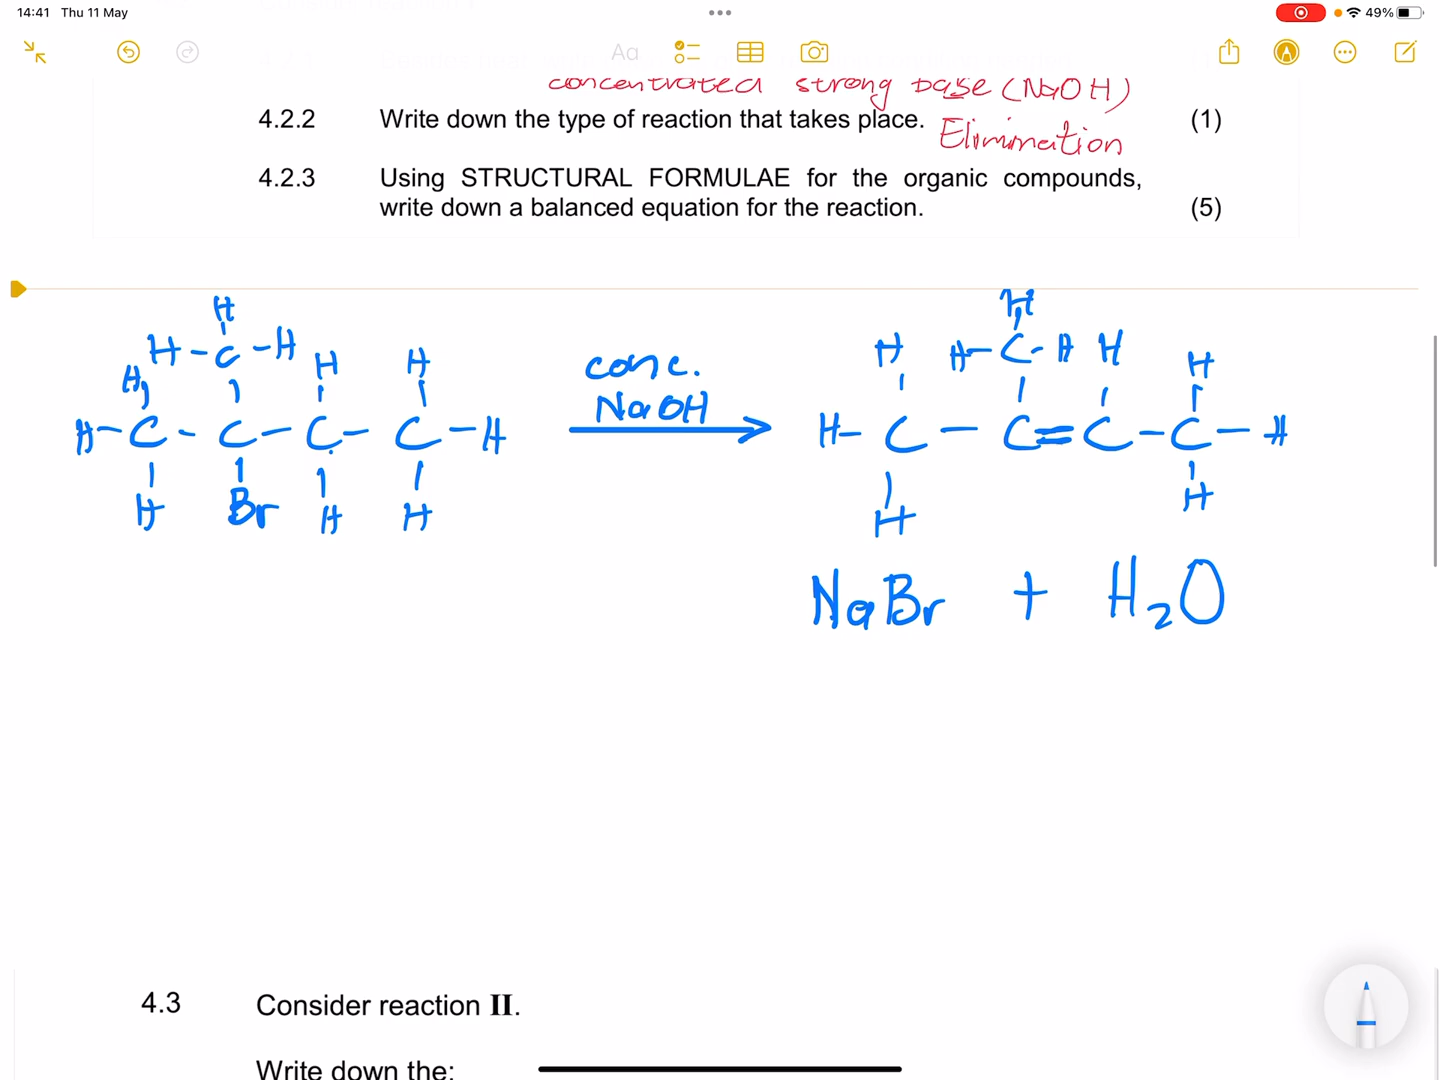 14:41 Thu 11 May
49%
Aa
concentrated strong base (NaOH)
4.2.2 Write down the type of reaction that takes place. (1)
Elimination
4.2.3 Using STRUCTURAL FORMULAE for the organic compounds,
write down a balanced equation for the reaction. (5)
H H
H-C-H H H conc. H H-C-H H H
H NaOH
H-C-C-C-C-H H-C-C=C-C-H
H Br H H H H
NaBr + H₂O
4.3 Consider reaction II.
Write down the: